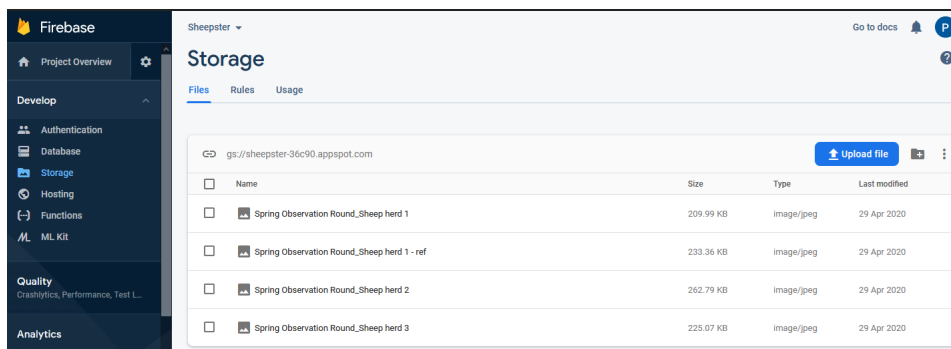 Firebase
Project Overview
Develop
Authentication
Database
Storage
Hosting
Functions
ML Kit
Quality
Crashlytics, Performance, Test L...
Analytics
Sheepster
Go to docs
P
Storage
?
Files Rules Usage
gs://sheepster-36c90.appspot.com
Upload file
Name Size Type Last modified
Spring Observation Round_Sheep herd 1 209.99 KB image/jpeg 29 Apr 2020
Spring Observation Round_Sheep herd 1 - ref 233.36 KB image/jpeg 29 Apr 2020
Spring Observation Round_Sheep herd 2 262.79 KB image/jpeg 29 Apr 2020
Spring Observation Round_Sheep herd 3 225.07 KB image/jpeg 29 Apr 2020